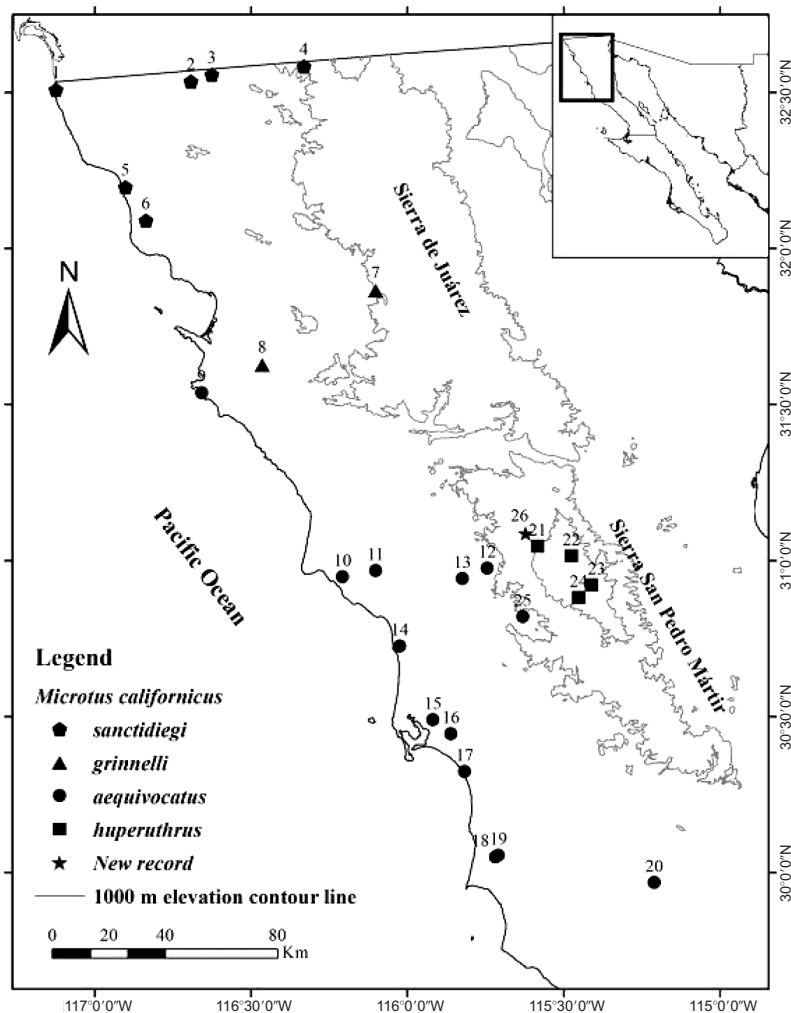 2 3 4
5
6
7
8
9
10 11 13 12
14
15
16
17
18 19
20
26
21
22
23
24
25
N
Sierra de Juárez
Sierra San Pedro Mártir
Pacific Ocean
Legend
Microtus californicus
sanctidiegi
grinnelli
aequivocatus
huperuthrus
New record
1000 m elevation contour line
0 20 40 80
Km
32°30'0"N
32°0'0"N
31°30'0"N
31°0'0"N
30°30'0"N
30°0'0"N
117°0'0"W 116°30'0"W 116°0'0"W 115°30'0"W 115°0'0"W